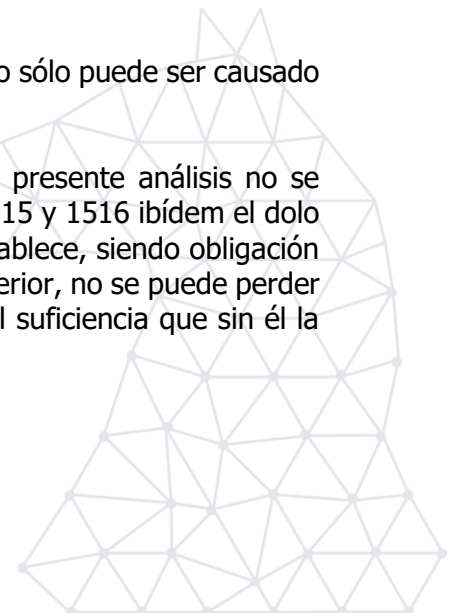 o sólo puede ser causado
presente análisis no se
15 y 1516 ibídem el dolo
ablece, siendo obligación
erior, no se puede perder
l suficiencia que sin él la